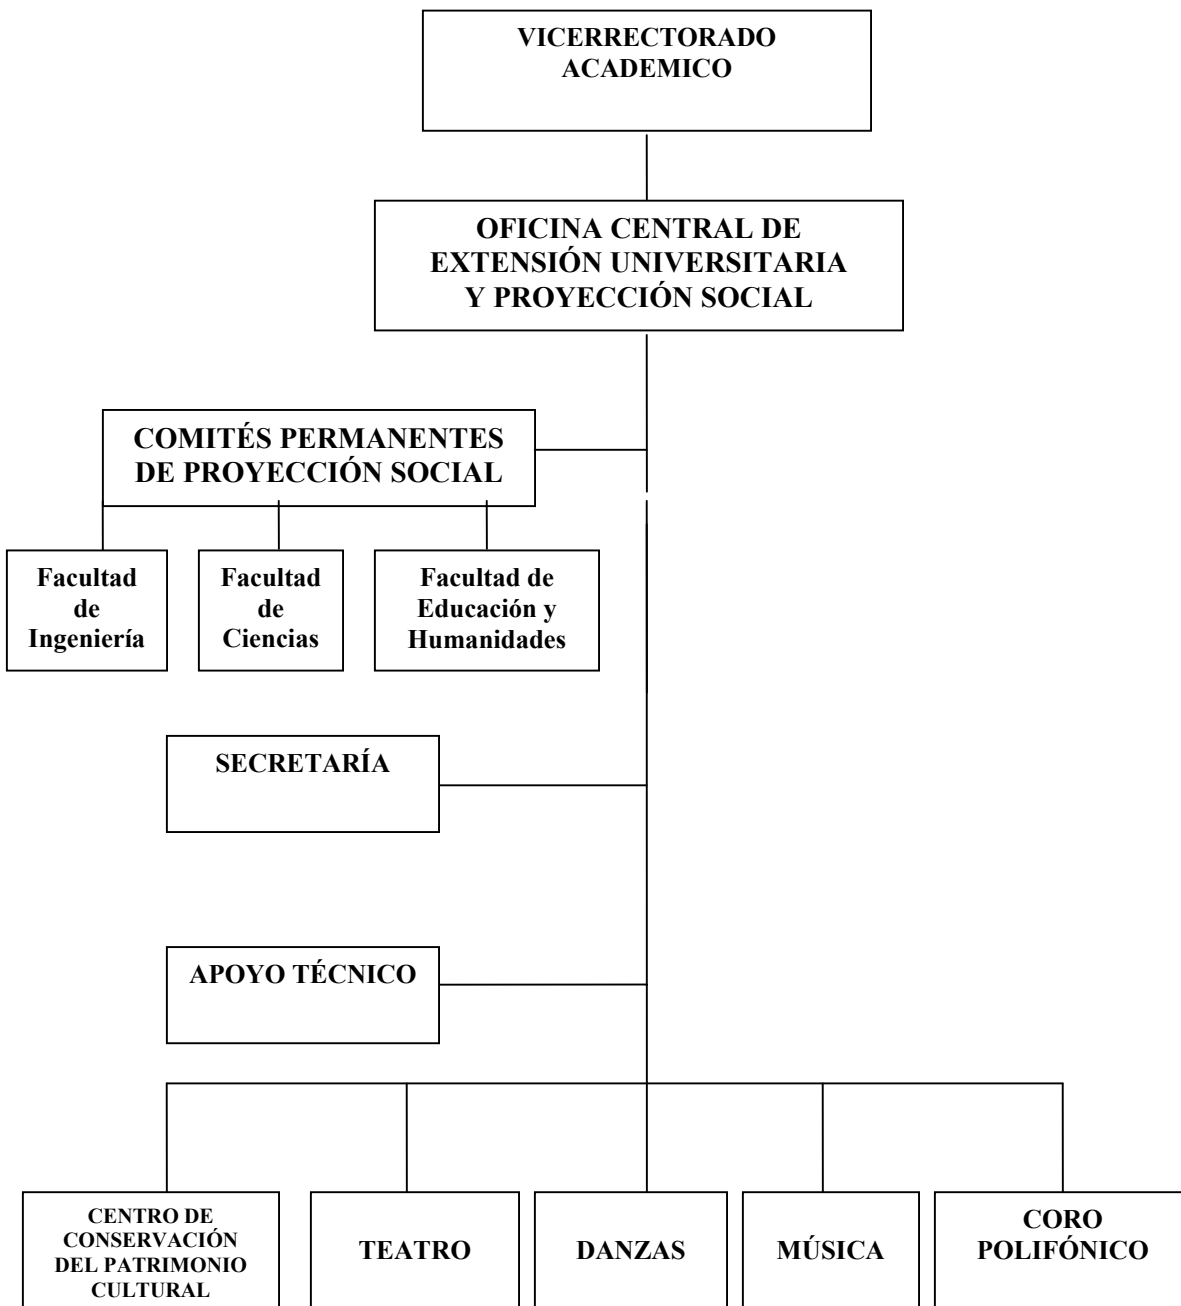 VICERRECTORADO
ACADEMICO
OFICINA CENTRAL DE
EXTENSIÓN UNIVERSITARIA
Y PROYECCIÓN SOCIAL
COMITÉS PERMANENTES
DE PROYECCIÓN SOCIAL
Facultad
de
Ingeniería
Facultad
de
Ciencias
Facultad de
Educación y
Humanidades
SECRETARÍA
APOYO TÉCNICO
CENTRO DE
CONSERVACIÓN
DEL PATRIMONIO
CULTURAL
TEATRO
DANZAS
MÚSICA
CORO
POLIFÓNICO